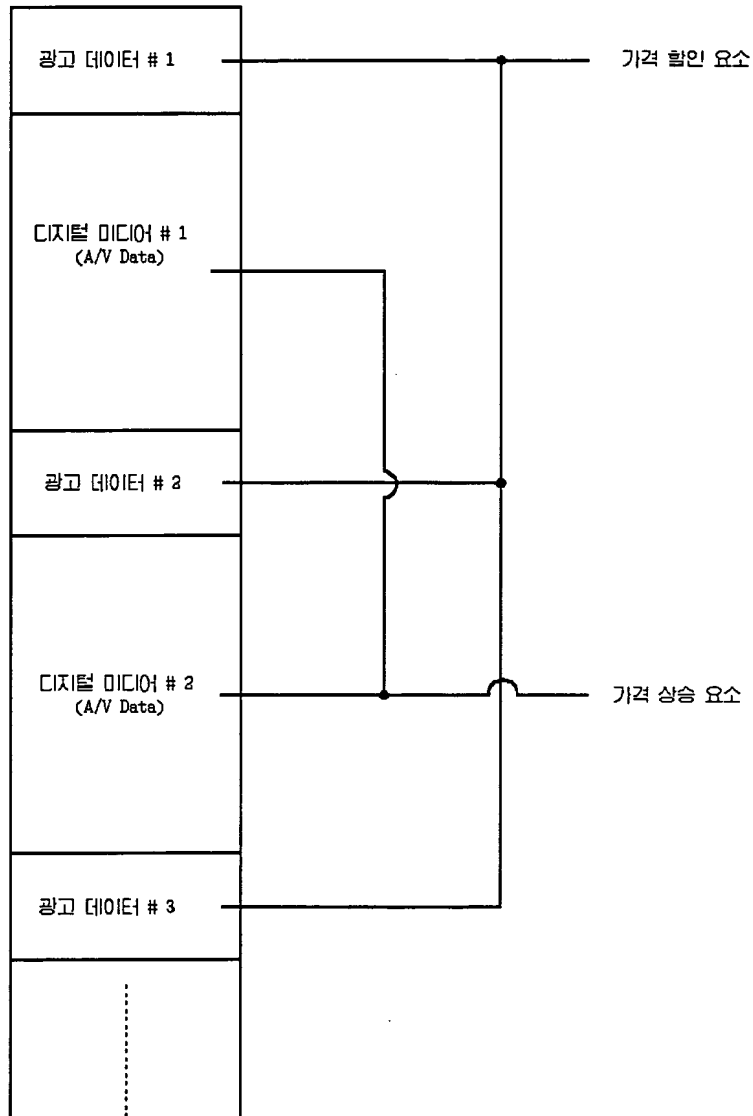 광고 데이터 # 1
가격 할인 요소
디지털 미디어 # 1
(A/V Data)
광고 데이터 # 2
디지털 미디어 # 2
(A/V Data)
가격 상승 요소
광고 데이터 # 3